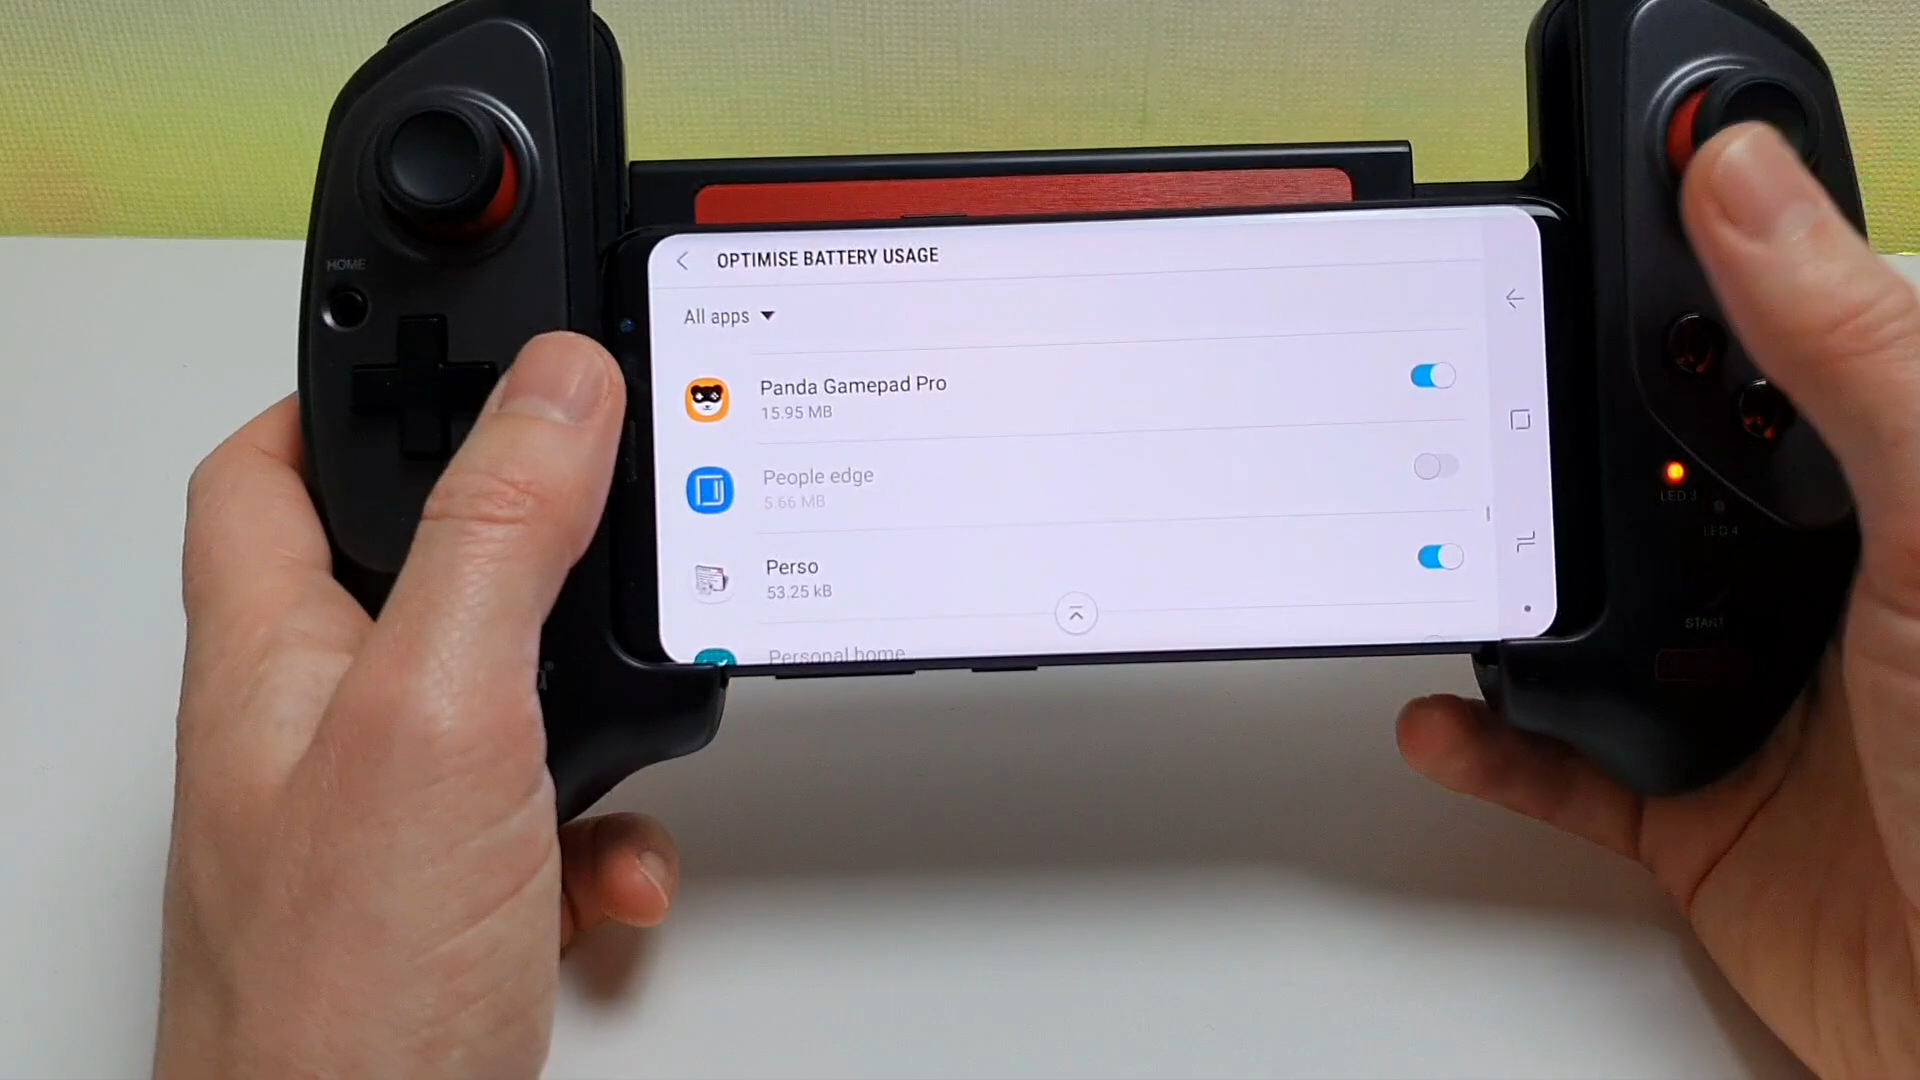 HOME
OPTIMISE BATTERY USAGE
All apps
Panda Gamepad Pro
15.95 MB
People edge
5.66 MB
Perso
53.25 kB
Personal home
LED 3
LED 4
START